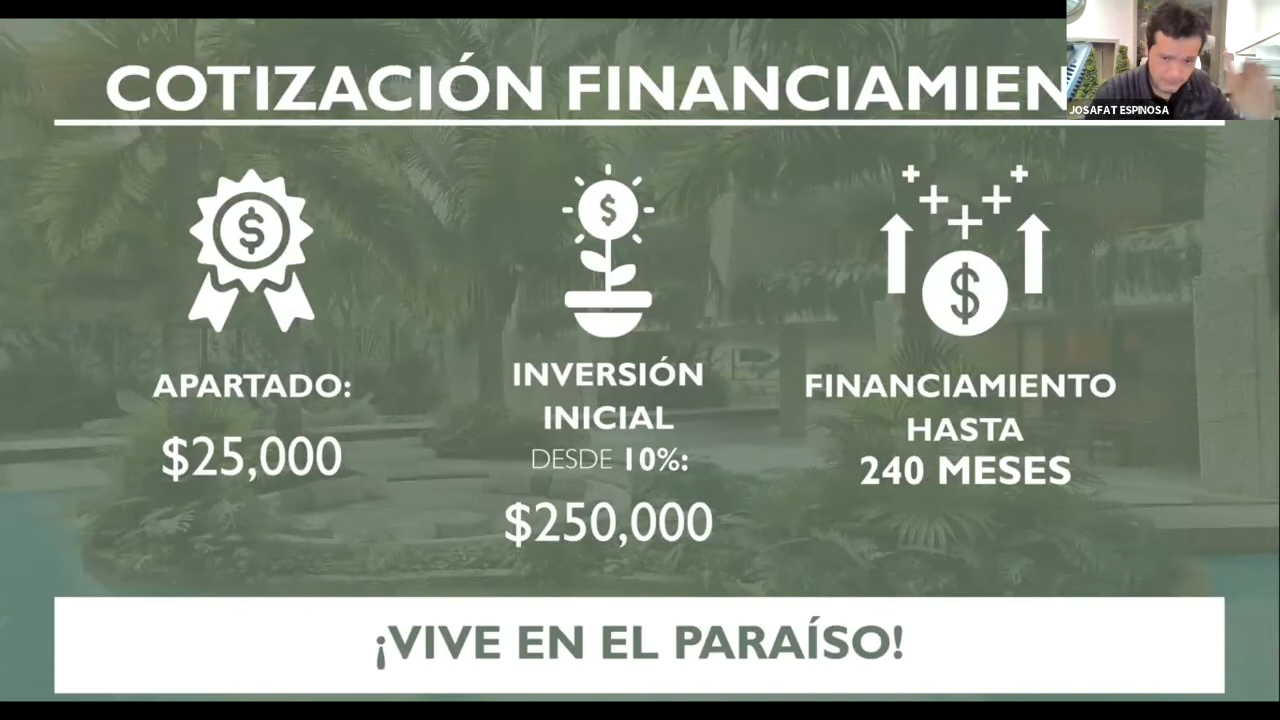 COTIZACIÓN FINANCIAMIEN
JOSAFAT ESPINOSA
$
APARTADO:
$25,000
$
INVERSIÓN
INICIAL
DESDE 10%:
$250,000
$
FINANCIAMIENTO
HASTA
240 MESES
¡VIVE EN EL PARAÍSO!